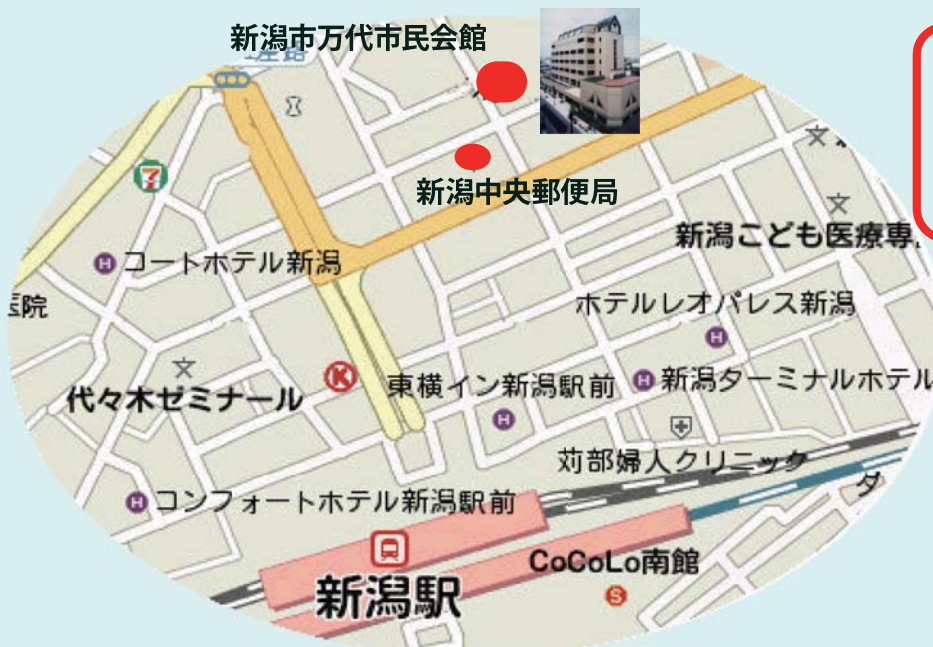 新潟市万代市民会館
新潟中央郵便局
新潟こども医療専
コートホテル新潟
医院
ホテルレオパレス新潟
代々木ゼミナール
東横イン新潟駅前
新潟ターミナルホテル
苅部婦人クリニック
ダ
コンフォートホテル新潟駅前
CoCoLo南館
新潟駅